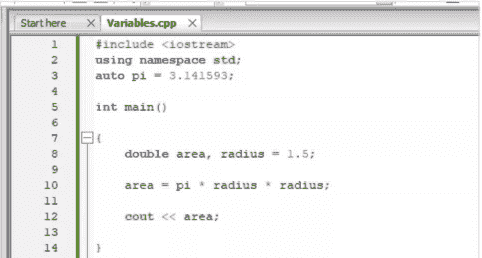 Start here X Variables.cpp X
1 #include <iostream>
2 using namespace std;
3 auto pi = 3.141593;
4
5 int main()
6
7 {
8 double area, radius = 1.5;
9
10 area = pi * radius * radius;
11
12 cout << area;
13
14 }